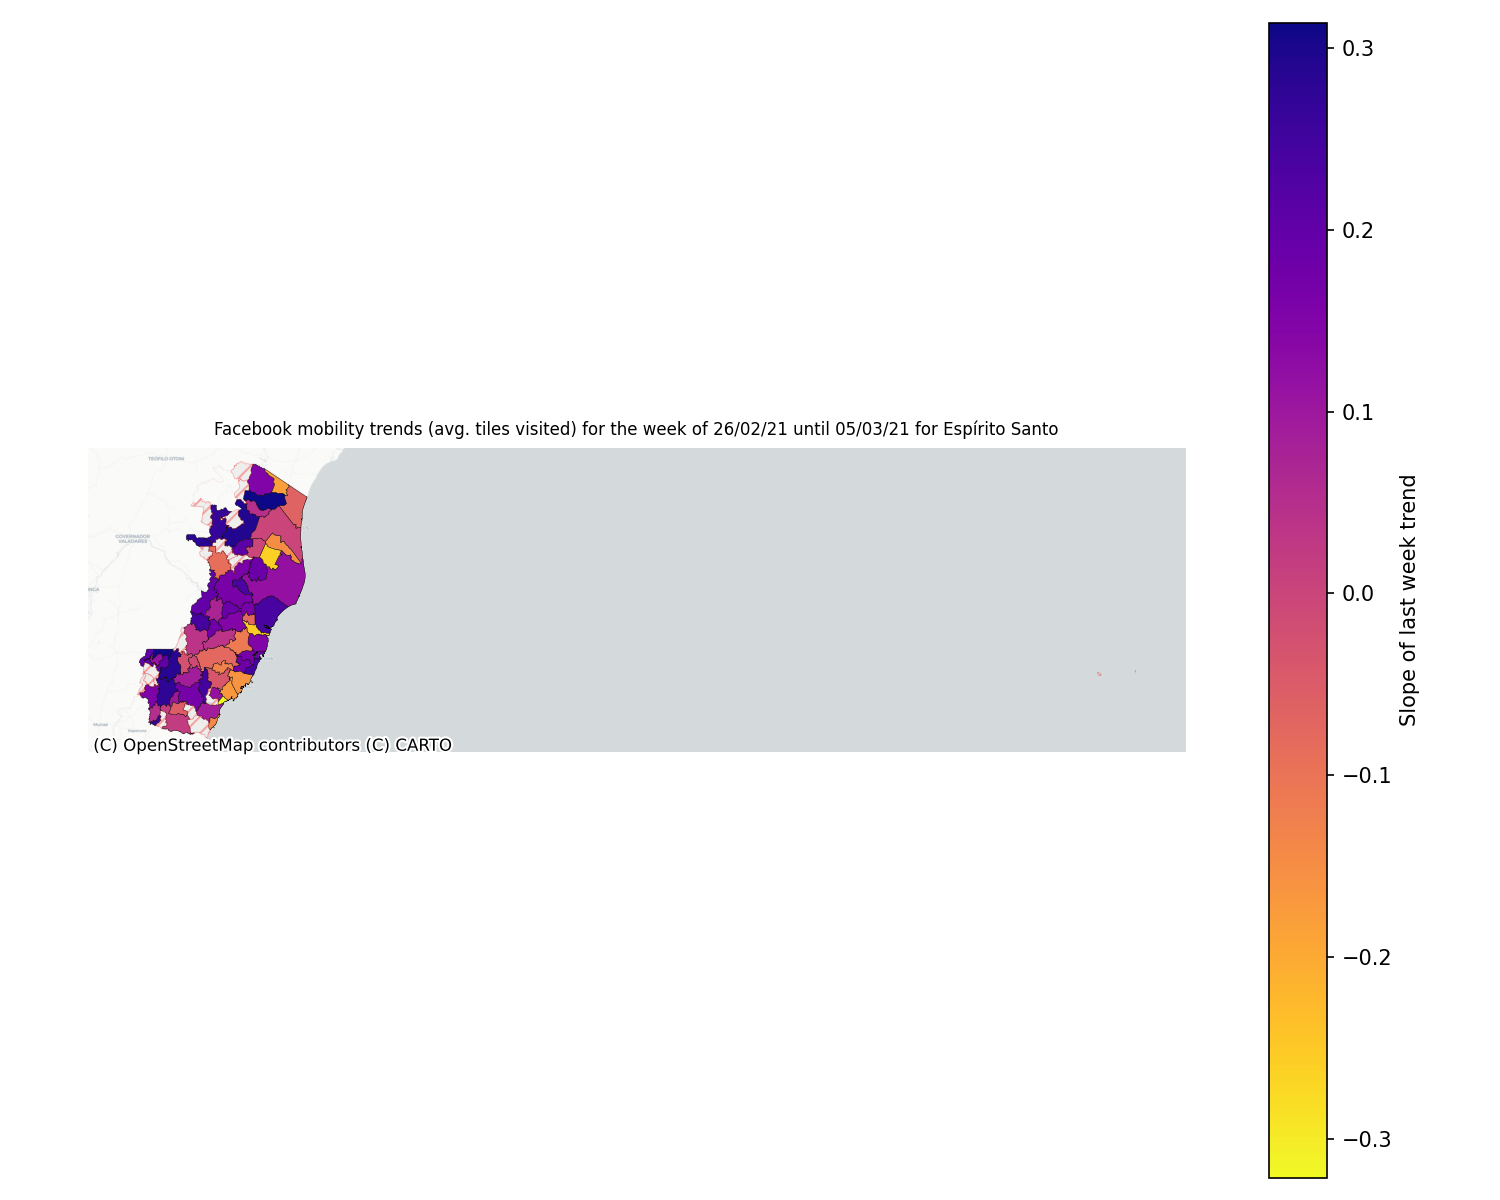 Facebook mobility trends (avg. tiles visited) for the week of 26/02/21 until 05/03/21 for Espírito Santo
TEÓFILO OTONI
GOVERNADOR
VALADARES
(C) OpenStreetMap contributors (C) CARTO
0.3
0.2
0.1
0.0
−0.1
−0.2
−0.3
Slope of last week trend